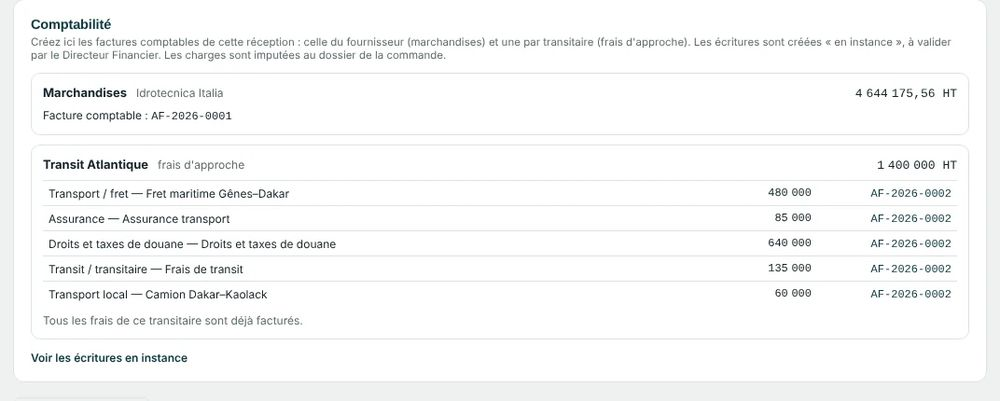 Comptabilité
Créez ici les factures comptables de cette réception : celle du fournisseur (marchandises) et une par transitaire (frais d'approche). Les écritures sont créées « en instance », à valider
par le Directeur Financier. Les charges sont imputées au dossier de la commande.
Marchandises Idrotecnica Italia 4 644 175,56 HT
Facture comptable : AF-2026-0001
Transit Atlantique frais d'approche 1 400 000 HT
Transport / fret — Fret maritime Gênes–Dakar 480 000 AF-2026-0002
Assurance — Assurance transport 85 000 AF-2026-0002
Droits et taxes de douane — Droits et taxes de douane 640 000 AF-2026-0002
Transit / transitaire — Frais de transit 135 000 AF-2026-0002
Transport local — Camion Dakar–Kaolack 60 000 AF-2026-0002
Tous les frais de ce transitaire sont déjà facturés.
Voir les écritures en instance